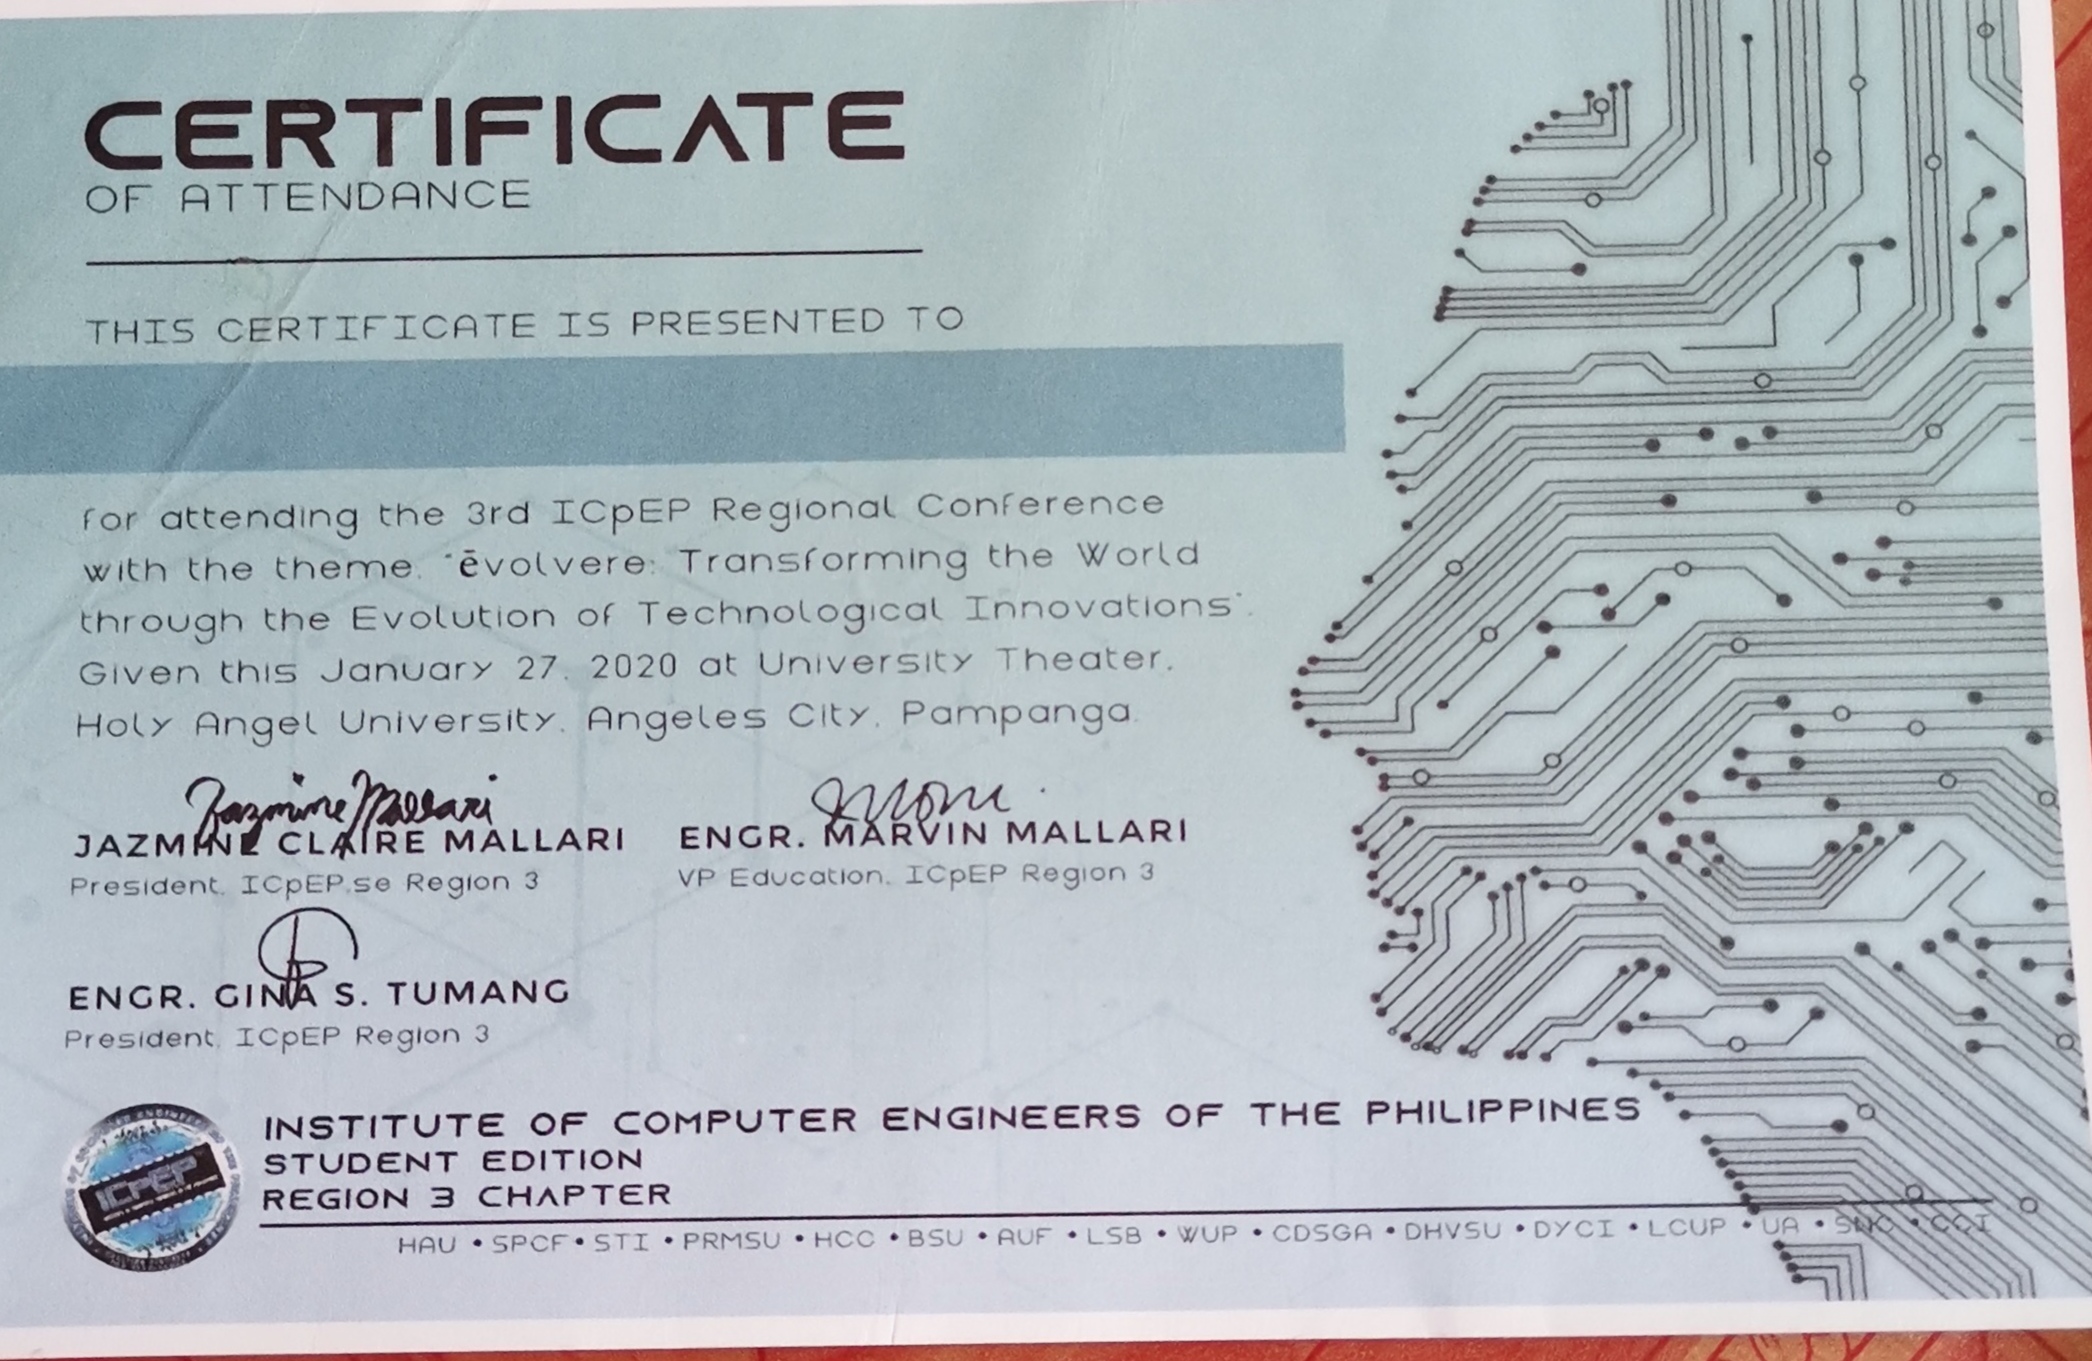 CERTIFICATE
OF ATTENDANCE
THIS CERTIFICATE IS PRESENTED TO
for attending the 3rd ICpEP Regional Conference
with the theme, "ēvolvere: Transforming the World
through the Evolution of Technological Innovations".
Given this January 27, 2020 at University Theater,
Holy Angel University, Angeles City, Pampanga.
Jazmine Mallari
JAZMINE CLAIRE MALLARI
President, ICpEP.se Region 3
ENGR. MARVIN MALLARI
VP Education, ICpEP Region 3
ENGR. GINA S. TUMANG
President, ICpEP Region 3
ICPEP
INSTITUTE OF COMPUTER ENGINEERS OF THE PHILIPPINES
STUDENT EDITION
REGION 3 CHAPTER
HAU • SPCF • STI • PRMSU • HCC • BSU • AUF • LSB • WUP • CDSGA • DHVSU • DYCI • LCUP • UA • SNC • CCI